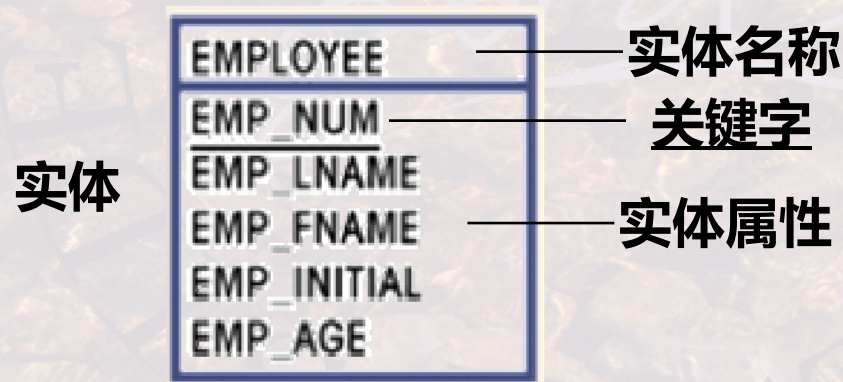 EMPLOYEE
实体名称
EMP_NUM
关键字
实体
EMP_LNAME
EMP_FNAME
实体属性
EMP_INITIAL
EMP_AGE